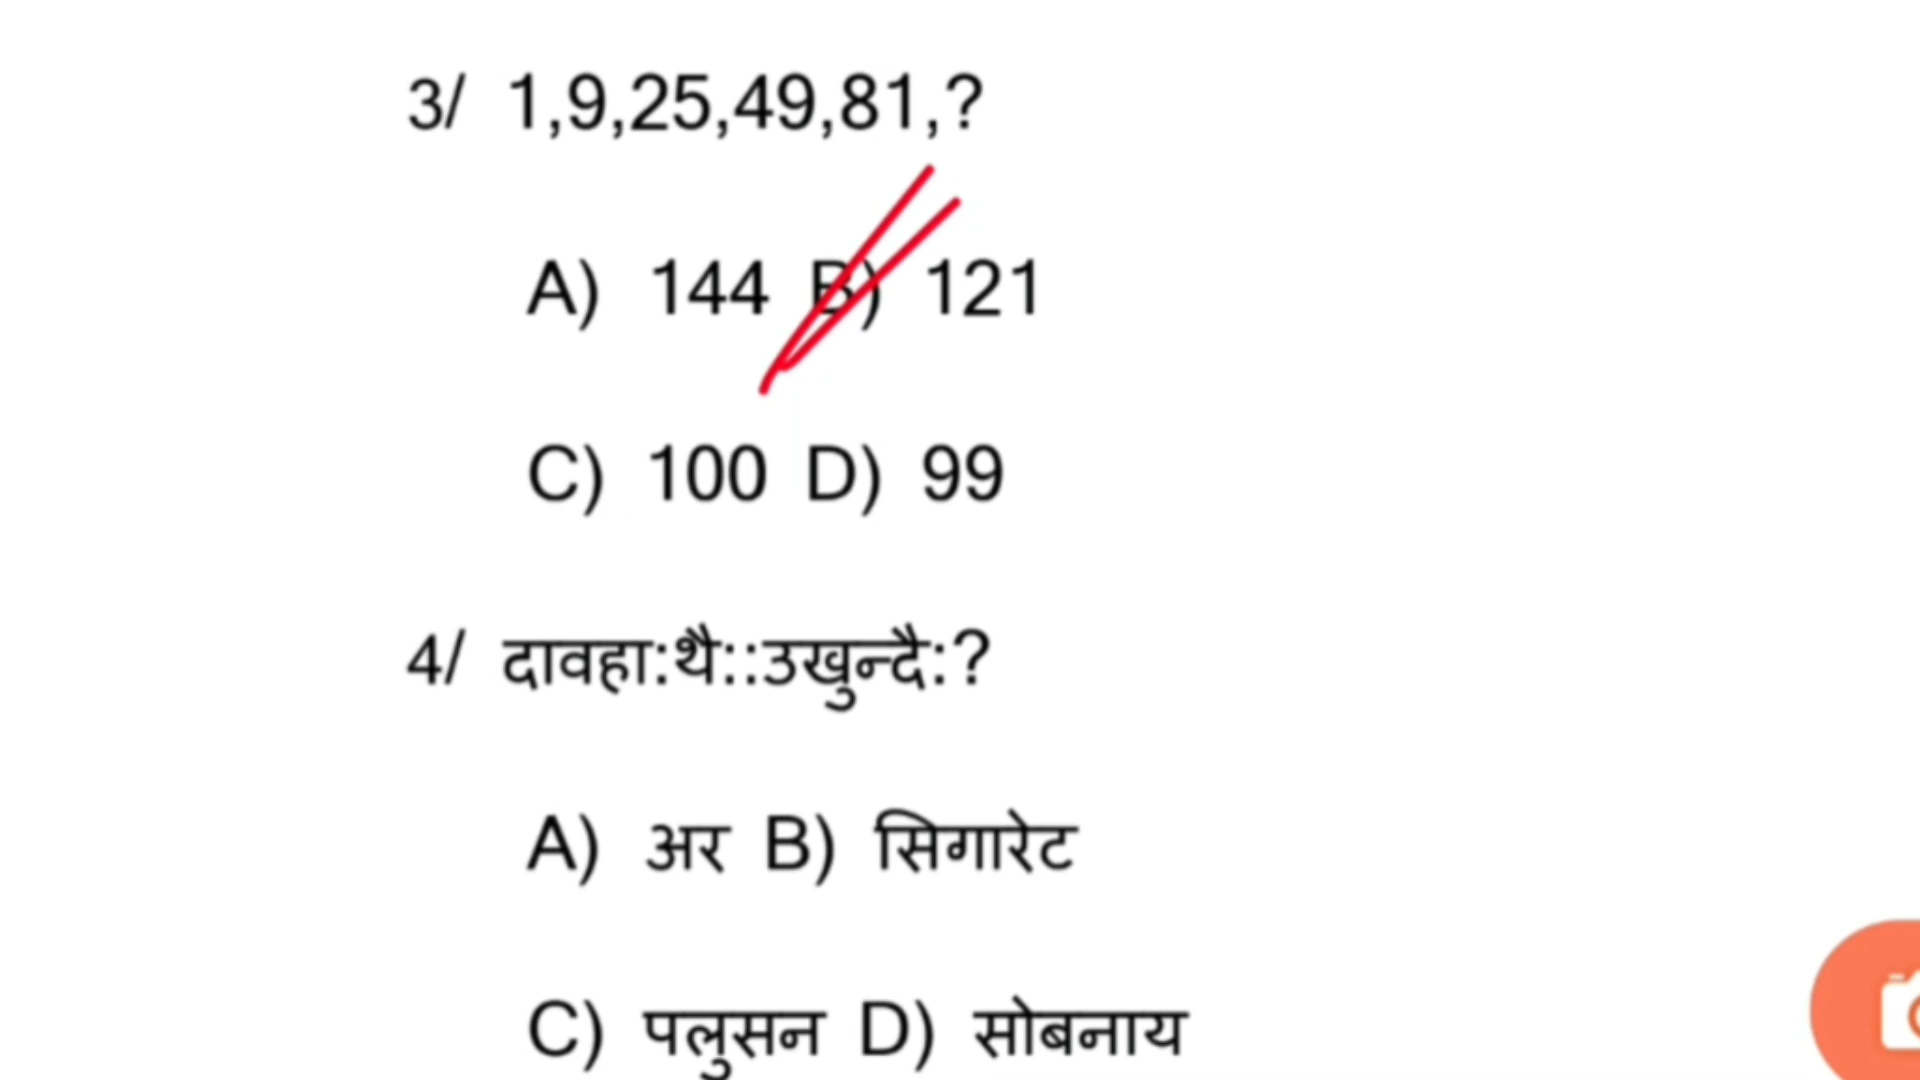 3/ 1,9,25,49,81,?
A) 144 B) 121
C) 100 D) 99
4/ दावहा:थै::उखुन्दै:?
A) अर B) सिगारेट
C) पलुसन D) सोबनाय